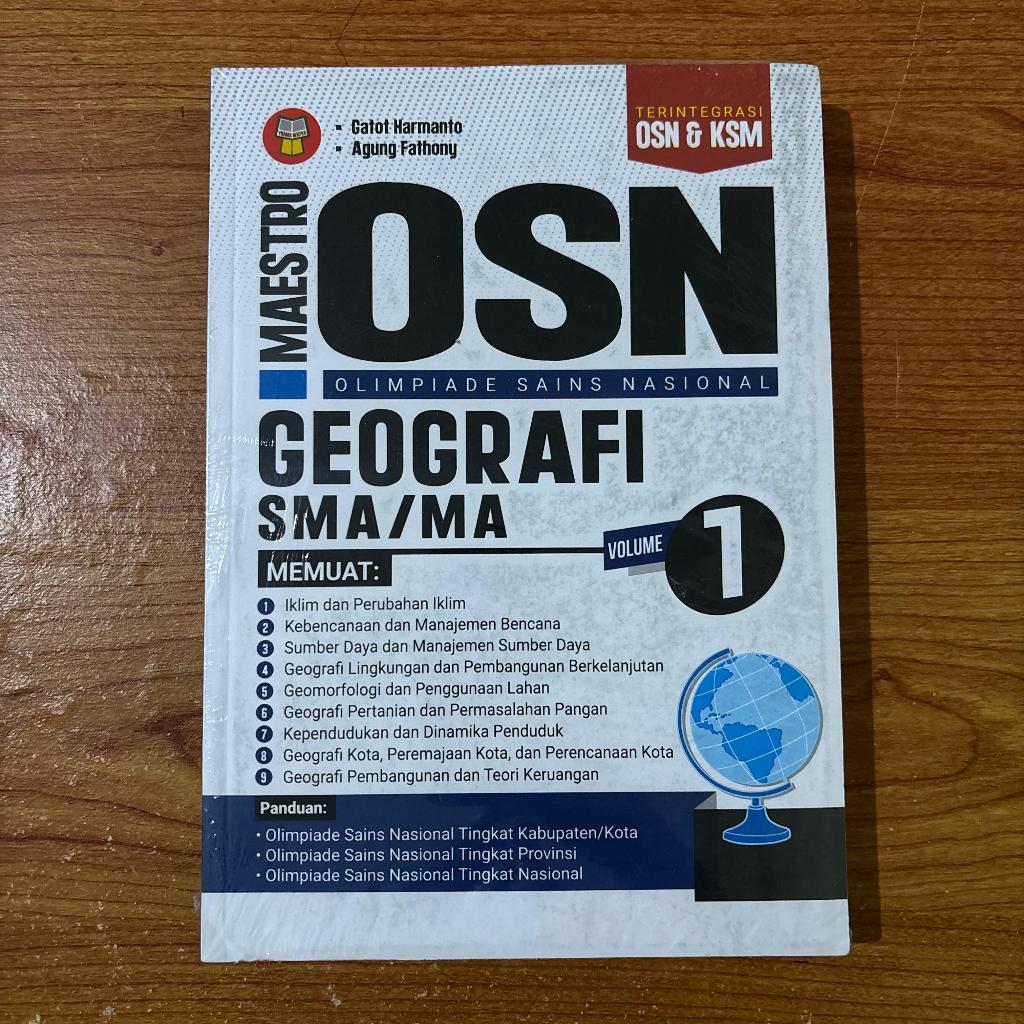 ▪ Gatot Harmanto
▪ Agung Fathony
TERINTEGRASI
OSN & KSM
MAESTRO
OSN
OLIMPIADE SAINS NASIONAL
GEOGRAFI
SMA/MA
VOLUME 1
MEMUAT:
1 Iklim dan Perubahan Iklim
2 Kebencanaan dan Manajemen Bencana
3 Sumber Daya dan Manajemen Sumber Daya
4 Geografi Lingkungan dan Pembangunan Berkelanjutan
5 Geomorfologi dan Penggunaan Lahan
6 Geografi Pertanian dan Permasalahan Pangan
7 Kependudukan dan Dinamika Penduduk
8 Geografi Kota, Peremajaan Kota, dan Perencanaan Kota
9 Geografi Pembangunan dan Teori Keruangan
Panduan:
• Olimpiade Sains Nasional Tingkat Kabupaten/Kota
• Olimpiade Sains Nasional Tingkat Provinsi
• Olimpiade Sains Nasional Tingkat Nasional